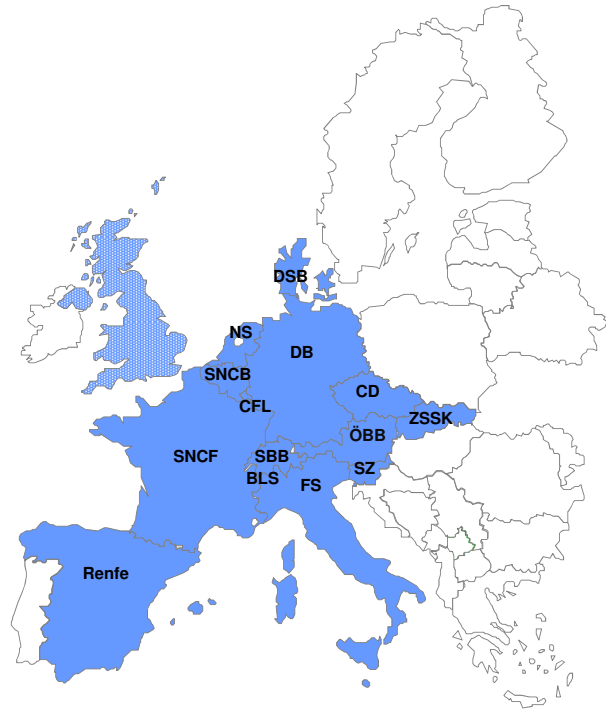 DSB
NS
DB
SNCB
CD
CFL
ZSSK
ÖBB
SNCF
SBB
SZ
BLS
FS
Renfe